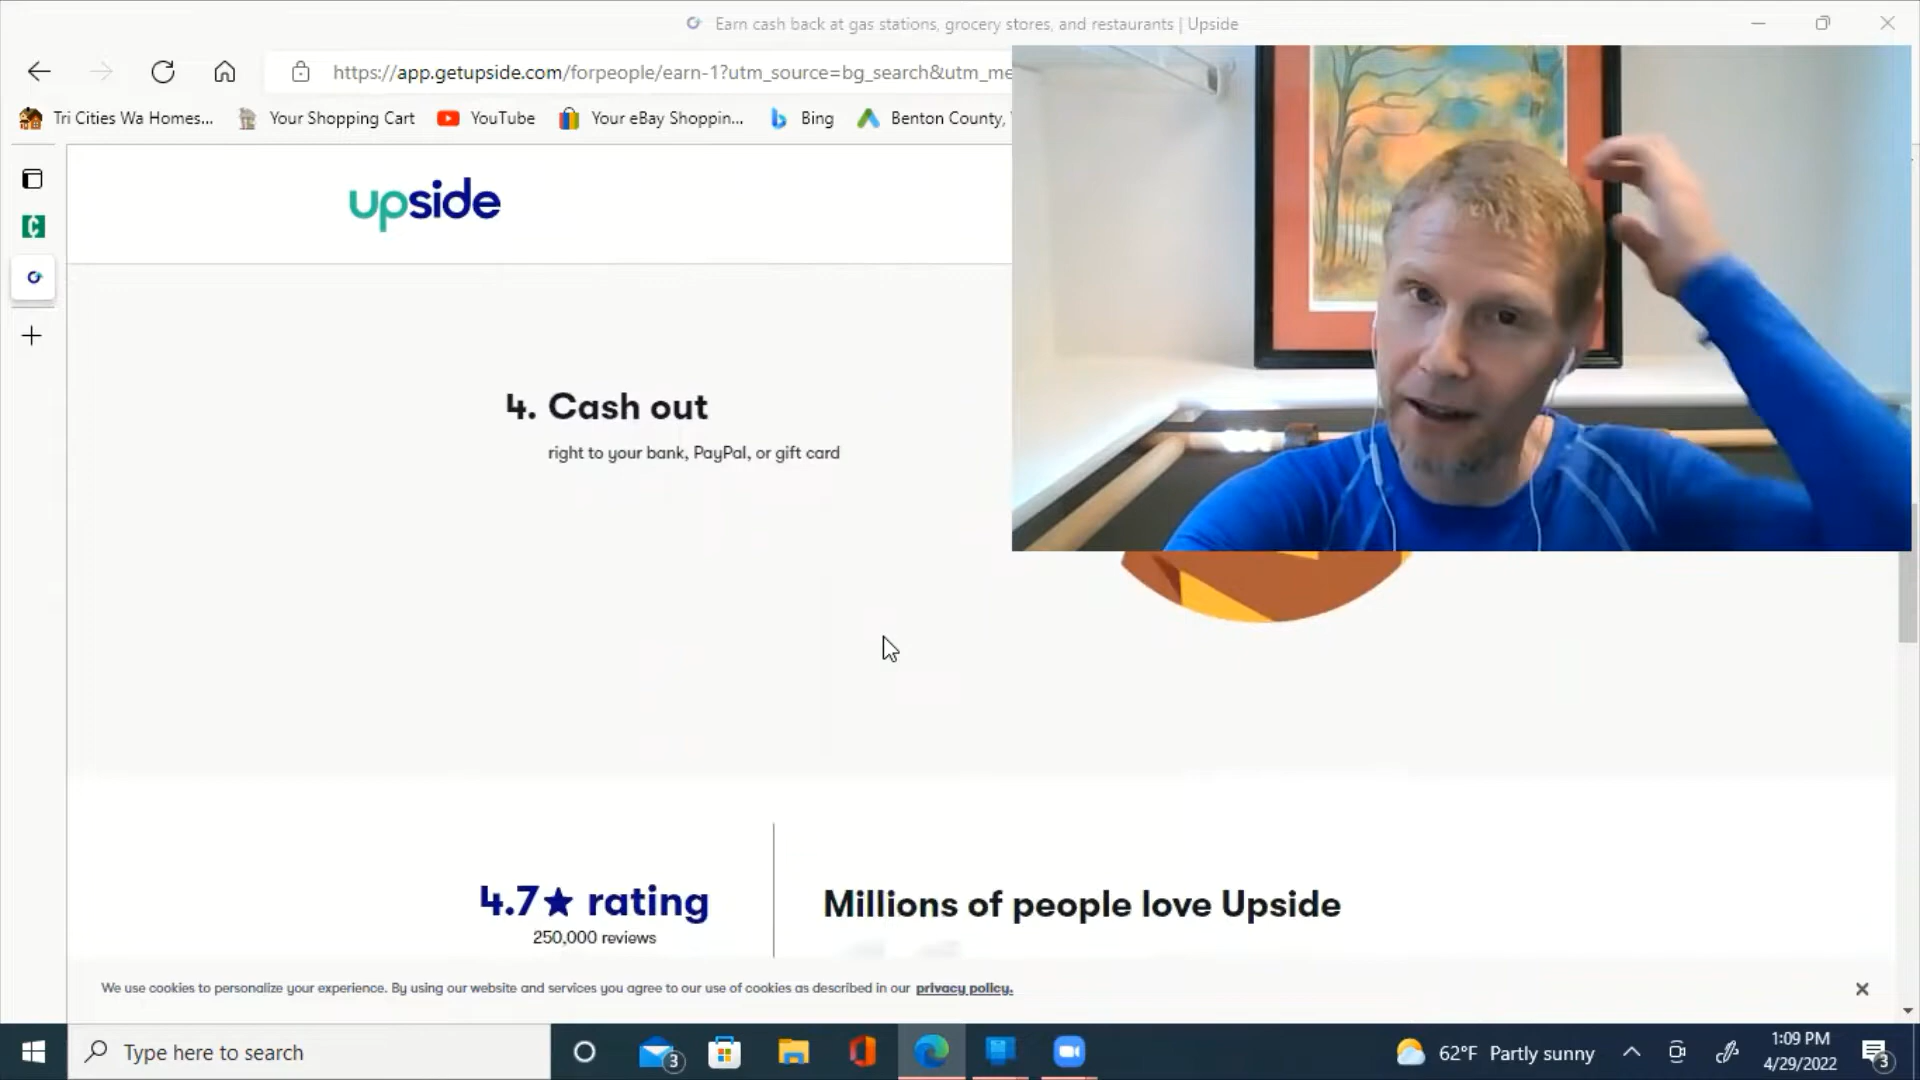 Earn cash back at gas stations, grocery stores, and restaurants | Upside
https://app.getupside.com/forpeople/earn-1?utm_source=bg_search&utm_me
Tri Cities Wa Homes... Your Shopping Cart YouTube Your eBay Shoppin... Bing Benton County,
upside
4. Cash out
right to your bank, PayPal, or gift card
4.7★ rating
250,000 reviews
Millions of people love Upside
We use cookies to personalize your experience. By using our website and services you agree to our use of cookies as described in our privacy policy.
Type here to search
3
62°F Partly sunny
1:09 PM
4/29/2022
3